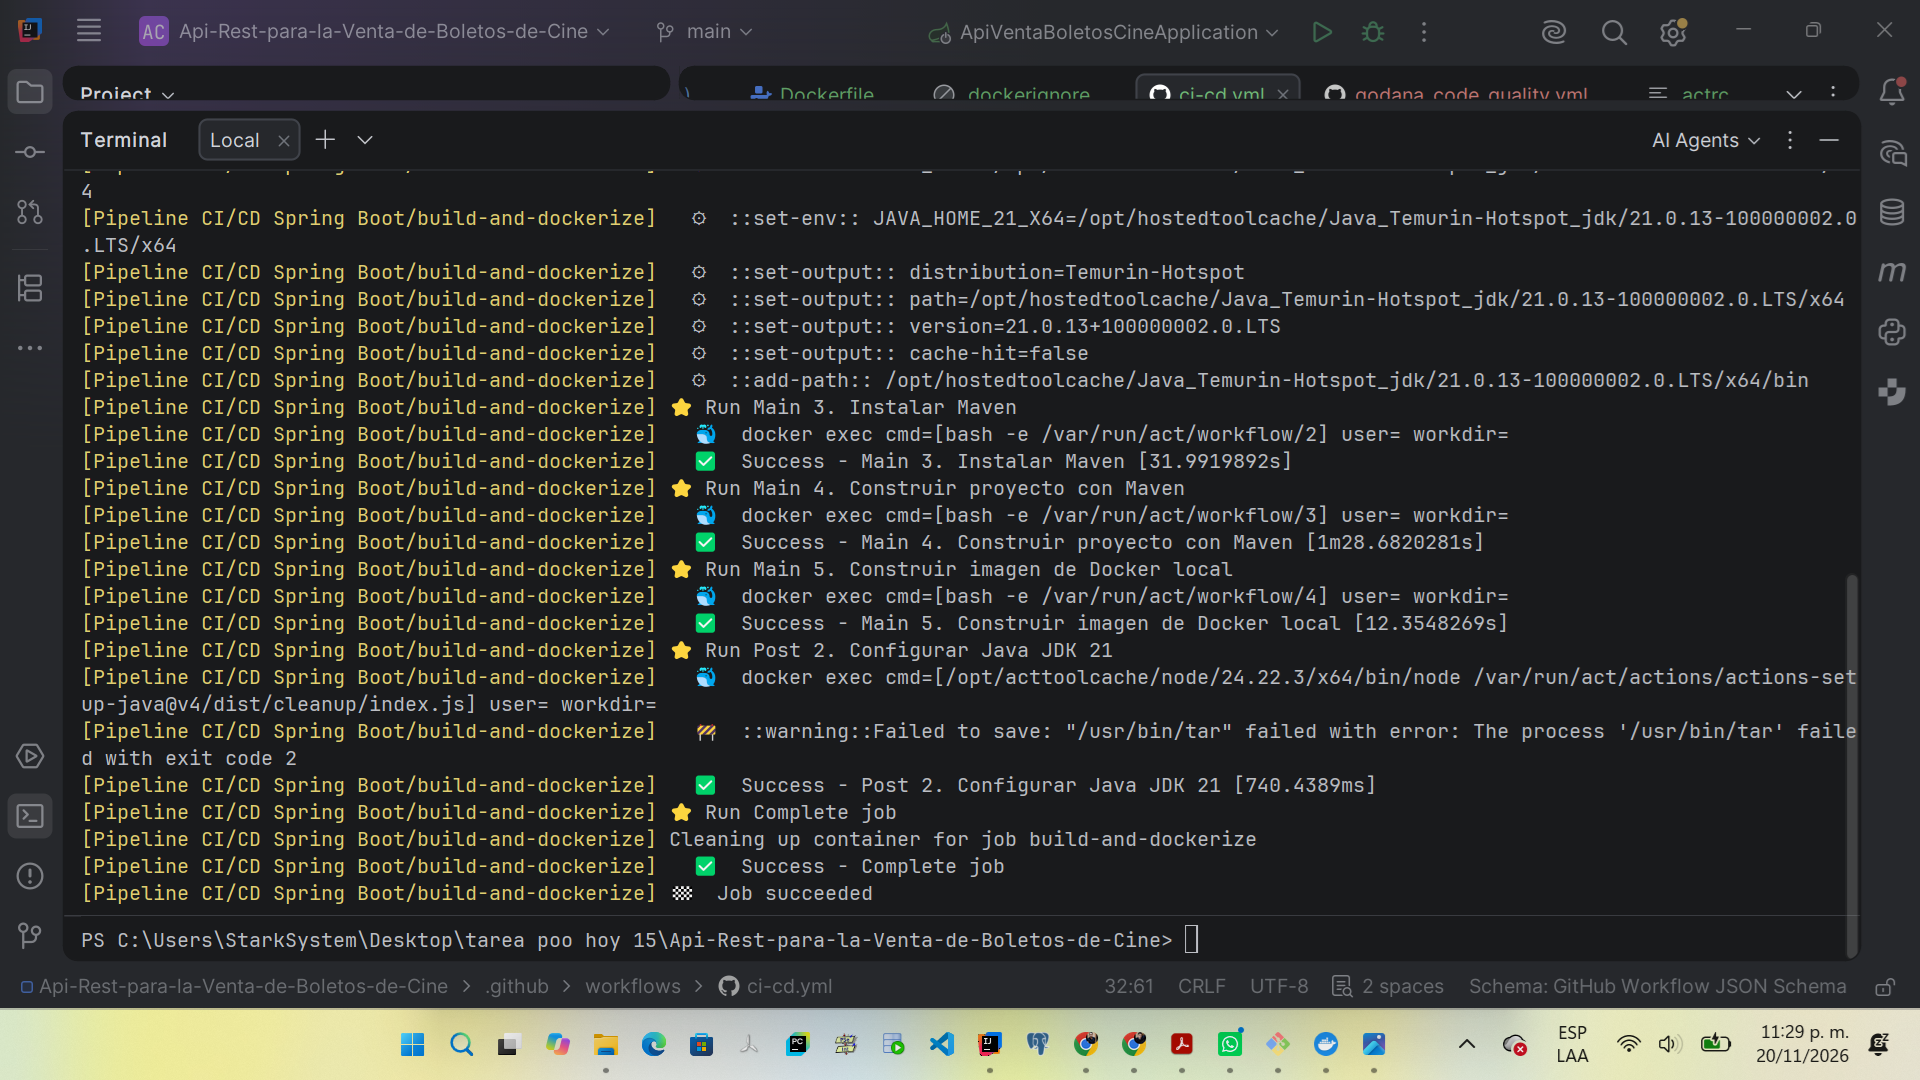 AC Api-Rest-para-la-Venta-de-Boletos-de-Cine main ApiVentaBoletosCineApplication
Project Dockerfile dockerignore ci-cd.yml qodana_code_quality.yml actrc
Terminal Local AI Agents
4
[Pipeline CI/CD Spring Boot/build-and-dockerize] ⚙ ::set-env:: JAVA_HOME_21_X64=/opt/hostedtoolcache/Java_Temurin-Hotspot_jdk/21.0.13-100000002.0
.LTS/x64
[Pipeline CI/CD Spring Boot/build-and-dockerize] ⚙ ::set-output:: distribution=Temurin-Hotspot
[Pipeline CI/CD Spring Boot/build-and-dockerize] ⚙ ::set-output:: path=/opt/hostedtoolcache/Java_Temurin-Hotspot_jdk/21.0.13-100000002.0.LTS/x64
[Pipeline CI/CD Spring Boot/build-and-dockerize] ⚙ ::set-output:: version=21.0.13+100000002.0.LTS
[Pipeline CI/CD Spring Boot/build-and-dockerize] ⚙ ::set-output:: cache-hit=false
[Pipeline CI/CD Spring Boot/build-and-dockerize] ⚙ ::add-path:: /opt/hostedtoolcache/Java_Temurin-Hotspot_jdk/21.0.13-100000002.0.LTS/x64/bin
[Pipeline CI/CD Spring Boot/build-and-dockerize] ⭐ Run Main 3. Instalar Maven
[Pipeline CI/CD Spring Boot/build-and-dockerize] 🐳 docker exec cmd=[bash -e /var/run/act/workflow/2] user= workdir=
[Pipeline CI/CD Spring Boot/build-and-dockerize] ✅ Success - Main 3. Instalar Maven [31.9919892s]
[Pipeline CI/CD Spring Boot/build-and-dockerize] ⭐ Run Main 4. Construir proyecto con Maven
[Pipeline CI/CD Spring Boot/build-and-dockerize] 🐳 docker exec cmd=[bash -e /var/run/act/workflow/3] user= workdir=
[Pipeline CI/CD Spring Boot/build-and-dockerize] ✅ Success - Main 4. Construir proyecto con Maven [1m28.6820281s]
[Pipeline CI/CD Spring Boot/build-and-dockerize] ⭐ Run Main 5. Construir imagen de Docker local
[Pipeline CI/CD Spring Boot/build-and-dockerize] 🐳 docker exec cmd=[bash -e /var/run/act/workflow/4] user= workdir=
[Pipeline CI/CD Spring Boot/build-and-dockerize] ✅ Success - Main 5. Construir imagen de Docker local [12.3548269s]
[Pipeline CI/CD Spring Boot/build-and-dockerize] ⭐ Run Post 2. Configurar Java JDK 21
[Pipeline CI/CD Spring Boot/build-and-dockerize] 🐳 docker exec cmd=[/opt/acttoolcache/node/24.22.3/x64/bin/node /var/run/act/actions/actions-set
up-java@v4/dist/cleanup/index.js] user= workdir=
[Pipeline CI/CD Spring Boot/build-and-dockerize] 🚧 ::warning::Failed to save: "/usr/bin/tar" failed with error: The process '/usr/bin/tar' faile
d with exit code 2
[Pipeline CI/CD Spring Boot/build-and-dockerize] ✅ Success - Post 2. Configurar Java JDK 21 [740.4389ms]
[Pipeline CI/CD Spring Boot/build-and-dockerize] ⭐ Run Complete job
[Pipeline CI/CD Spring Boot/build-and-dockerize] Cleaning up container for job build-and-dockerize
[Pipeline CI/CD Spring Boot/build-and-dockerize] ✅ Success - Complete job
[Pipeline CI/CD Spring Boot/build-and-dockerize] 🏁 Job succeeded
PS C:\Users\StarkSystem\Desktop\tarea poo hoy 15\Api-Rest-para-la-Venta-de-Boletos-de-Cine>
Api-Rest-para-la-Venta-de-Boletos-de-Cine > .github > workflows > ci-cd.yml 32:61 CRLF UTF-8 2 spaces Schema: GitHub Workflow JSON Schema
ESP
LAA
11:29 p. m.
20/11/2026